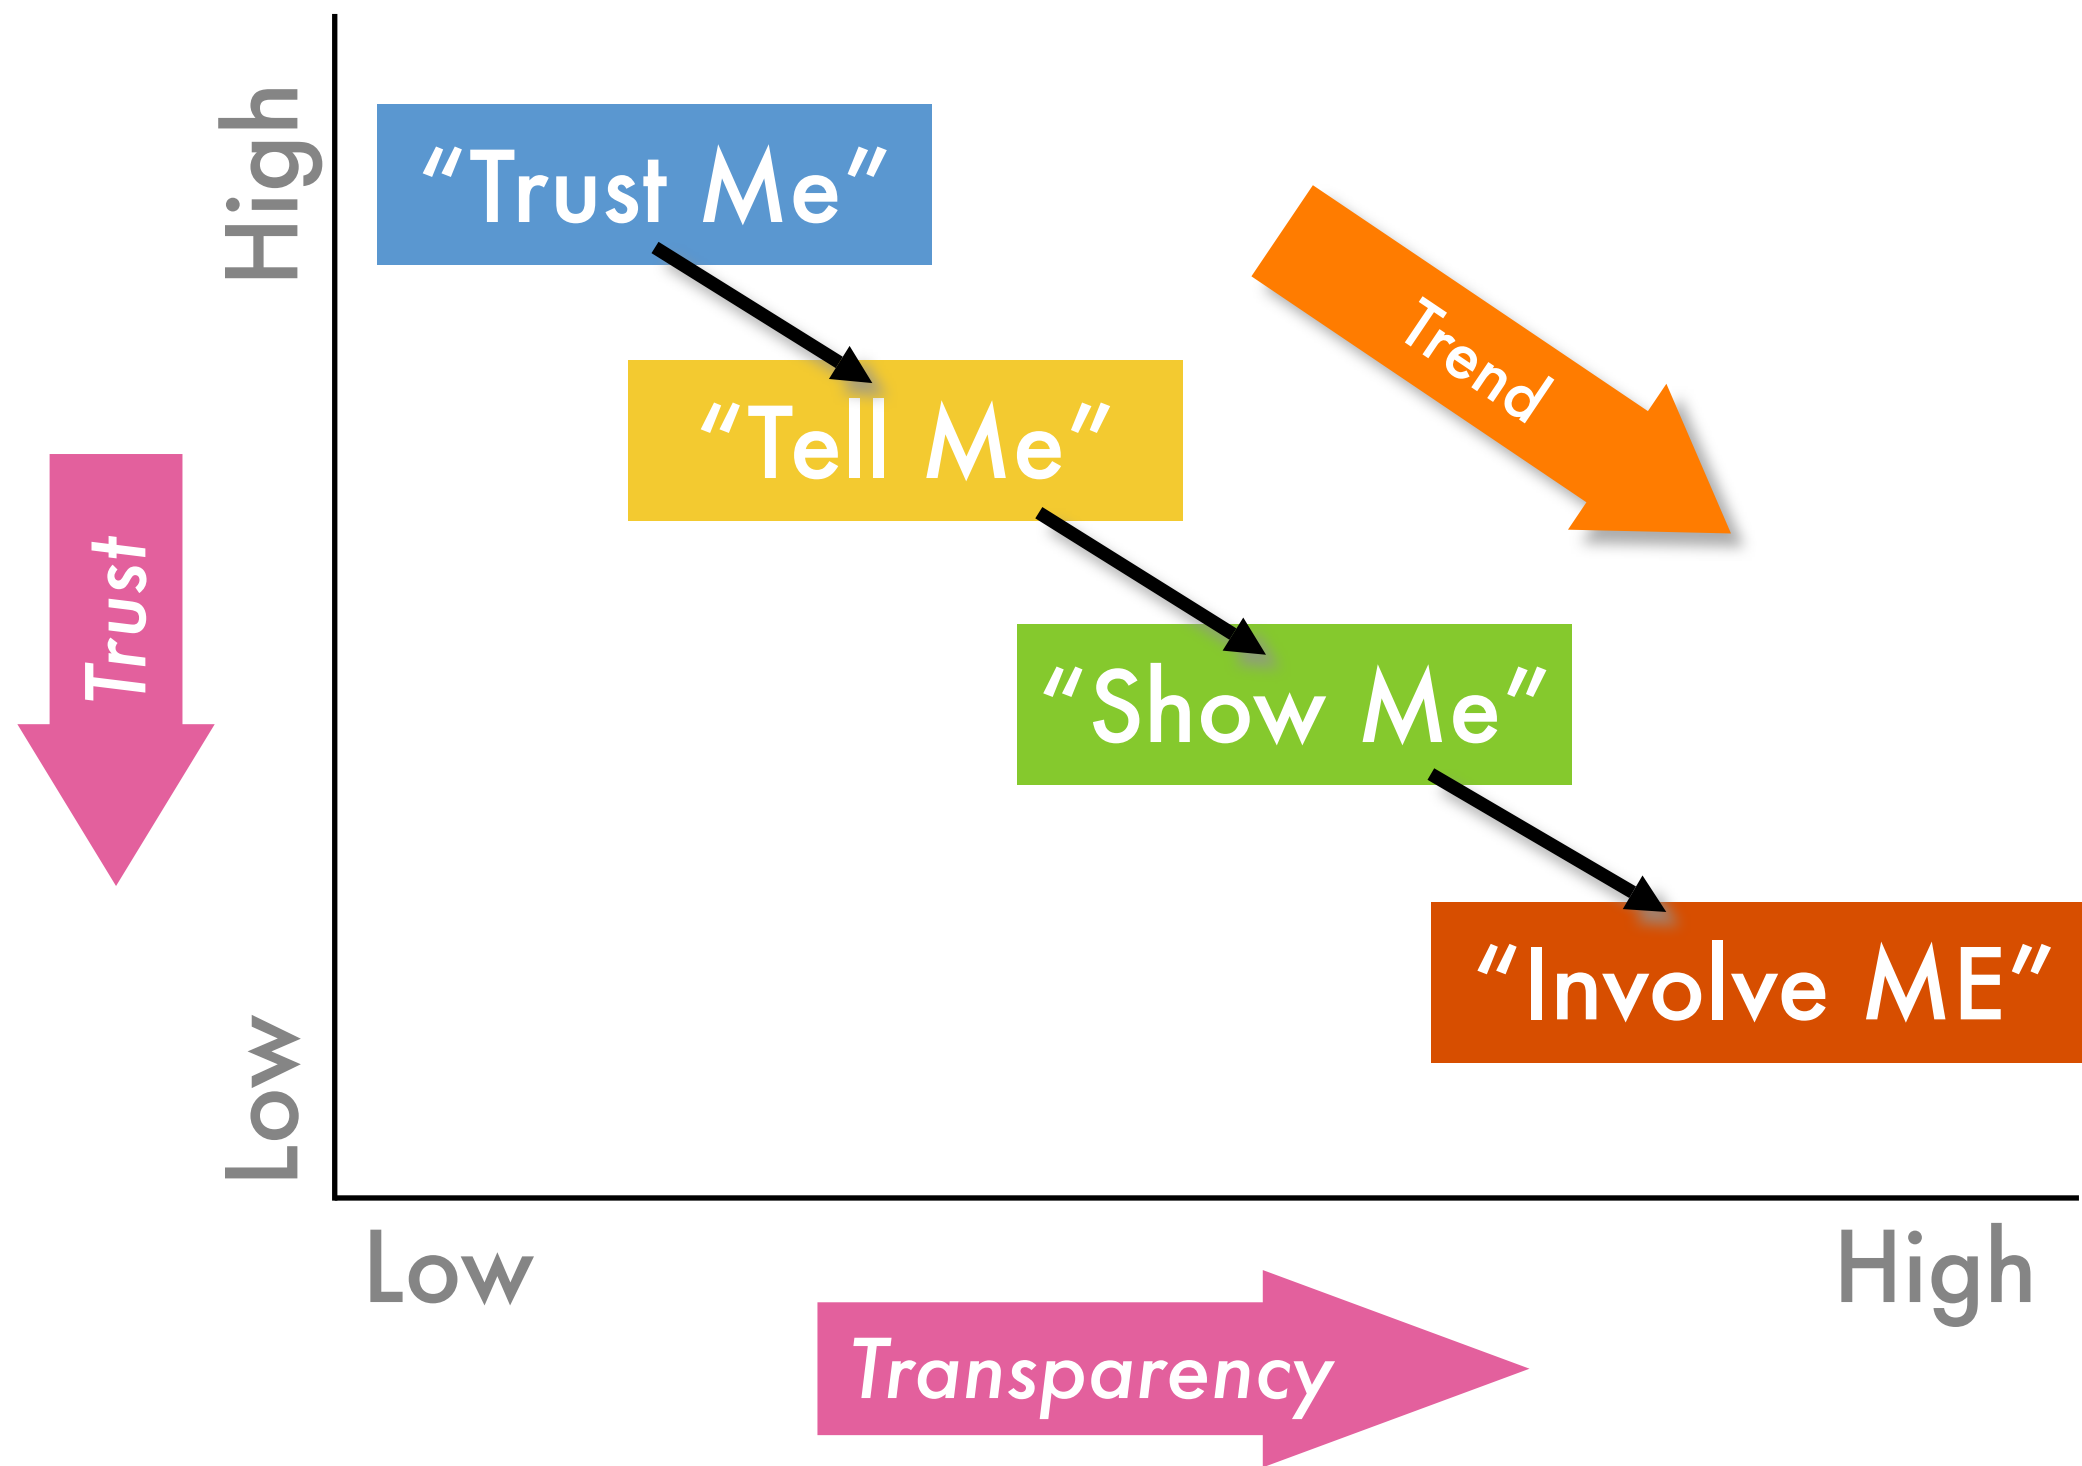 High
“Trust Me”
Trend
“Tell Me”
Trust
“Show Me”
“Involve ME”
Low
Low
High
Transparency